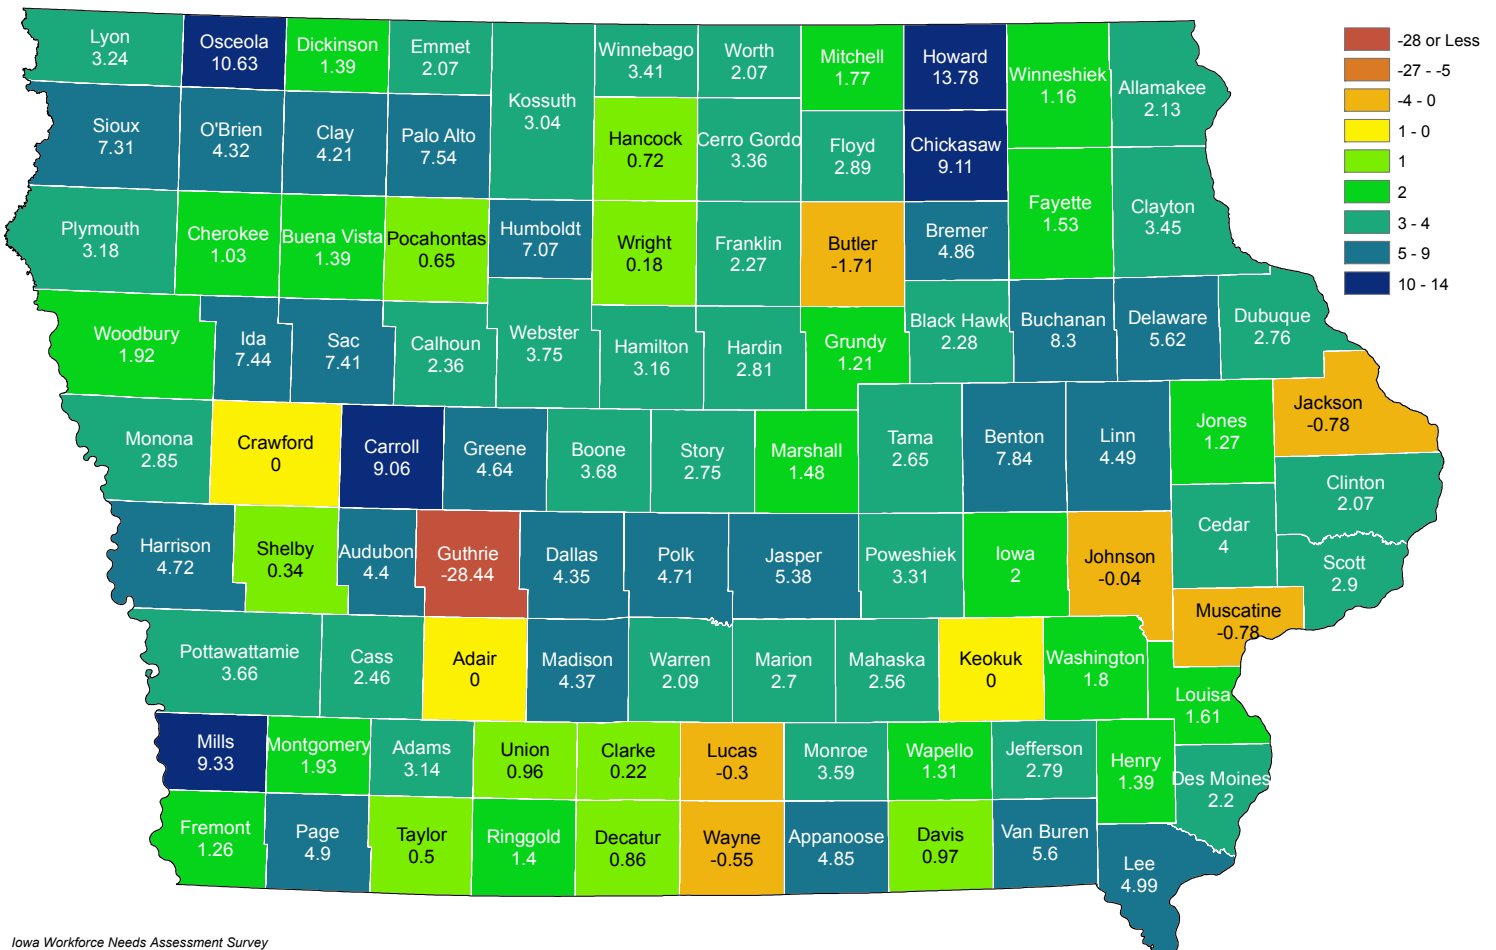 Lyon
3.24
Osceola
10.63
Dickinson
1.39
Emmet
2.07
Kossuth
3.04
Winnebago
3.41
Worth
2.07
Mitchell
1.77
Howard
13.78
Winneshiek
1.16
Allamakee
2.13
Sioux
7.31
O'Brien
4.32
Clay
4.21
Palo Alto
7.54
Hancock
0.72
Cerro Gordo
3.36
Floyd
2.89
Chickasaw
9.11
Plymouth
3.18
Cherokee
1.03
Buena Vista
1.39
Pocahontas
0.65
Humboldt
7.07
Wright
0.18
Franklin
2.27
Butler
-1.71
Bremer
4.86
Fayette
1.53
Clayton
3.45
Woodbury
1.92
Ida
7.44
Sac
7.41
Calhoun
2.36
Webster
3.75
Hamilton
3.16
Hardin
2.81
Grundy
1.21
Black Hawk
2.28
Buchanan
8.3
Delaware
5.62
Dubuque
2.76
Monona
2.85
Crawford
0
Carroll
9.06
Greene
4.64
Boone
3.68
Story
2.75
Marshall
1.48
Tama
2.65
Benton
7.84
Linn
4.49
Jones
1.27
Jackson
-0.78
Clinton
2.07
Harrison
4.72
Shelby
0.34
Audubon
4.4
Guthrie
-28.44
Dallas
4.35
Polk
4.71
Jasper
5.38
Poweshiek
3.31
Iowa
2
Johnson
-0.04
Cedar
4
Scott
2.9
Muscatine
-0.78
Pottawattamie
3.66
Cass
2.46
Adair
0
Madison
4.37
Warren
2.09
Marion
2.7
Mahaska
2.56
Keokuk
0
Washington
1.8
Louisa
1.61
Mills
9.33
Montgomery
1.93
Adams
3.14
Union
0.96
Clarke
0.22
Lucas
-0.3
Monroe
3.59
Wapello
1.31
Jefferson
2.79
Henry
1.39
Des Moines
2.2
Fremont
1.26
Page
4.9
Taylor
0.5
Ringgold
1.4
Decatur
0.86
Wayne
-0.55
Appanoose
4.85
Davis
0.97
Van Buren
5.6
Lee
4.99
-28 or Less
-27 - -5
-4 - 0
1 - 0
1
2
3 - 4
5 - 9
10 - 14
Iowa Workforce Needs Assessment Survey